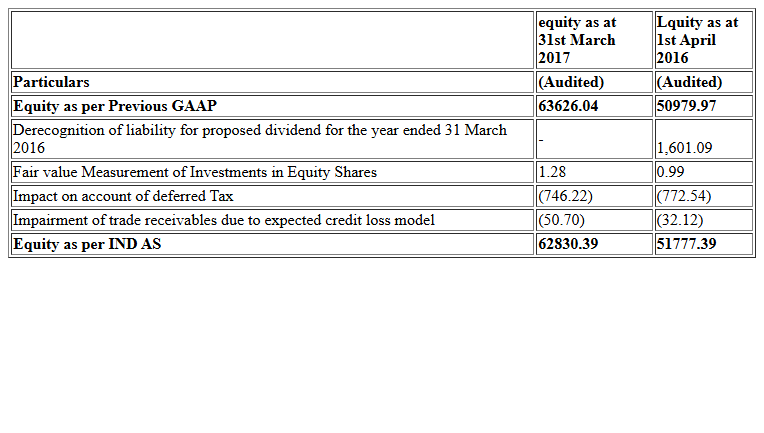 equity as at Lquity as at
31st March 1st April
2017 2016
Particulars (Audited) (Audited)
Equity as per Previous GAAP 63626.04 50979.97
Derecognition of liability for proposed dividend for the year ended 31 March
2016 - 1,601.09
Fair value Measurement of Investments in Equity Shares 1.28 0.99
Impact on account of deferred Tax (746.22) (772.54)
Impairment of trade receivables due to expected credit loss model (50.70) (32.12)
Equity as per IND AS 62830.39 51777.39